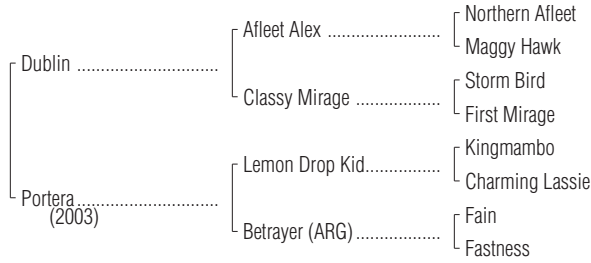 Northern Afleet
Afleet Alex ....................
Maggy Hawk
Dublin .........................
Storm Bird
Classy Mirage ................
First Mirage
Kingmambo
Lemon Drop Kid..............
Charming Lassie
Portera.........................
(2003)
Fain
Betrayer (ARG)................
Fastness